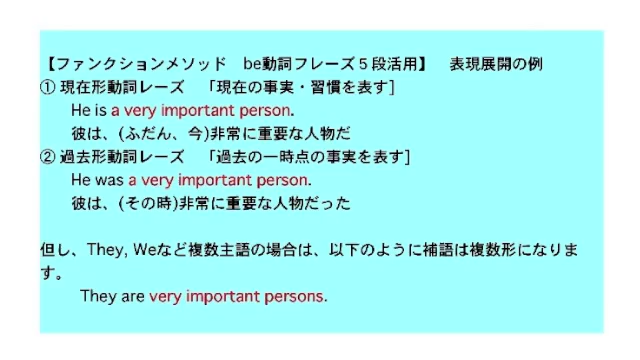 【ファンクションメソッド　be動詞フレーズ５段活用】　表現展開の例
① 現在形動詞レーズ　「現在の事実・習慣を表す］
He is a very important person.
彼は、(ふだん、今)非常に重要な人物だ
② 過去形動詞レーズ　「過去の一時点の事実を表す］
He was a very important person.
彼は、(その時)非常に重要な人物だった
但し、They, Weなど複数主語の場合は、以下のように補語は複数形になりま
す。
They are very important persons.